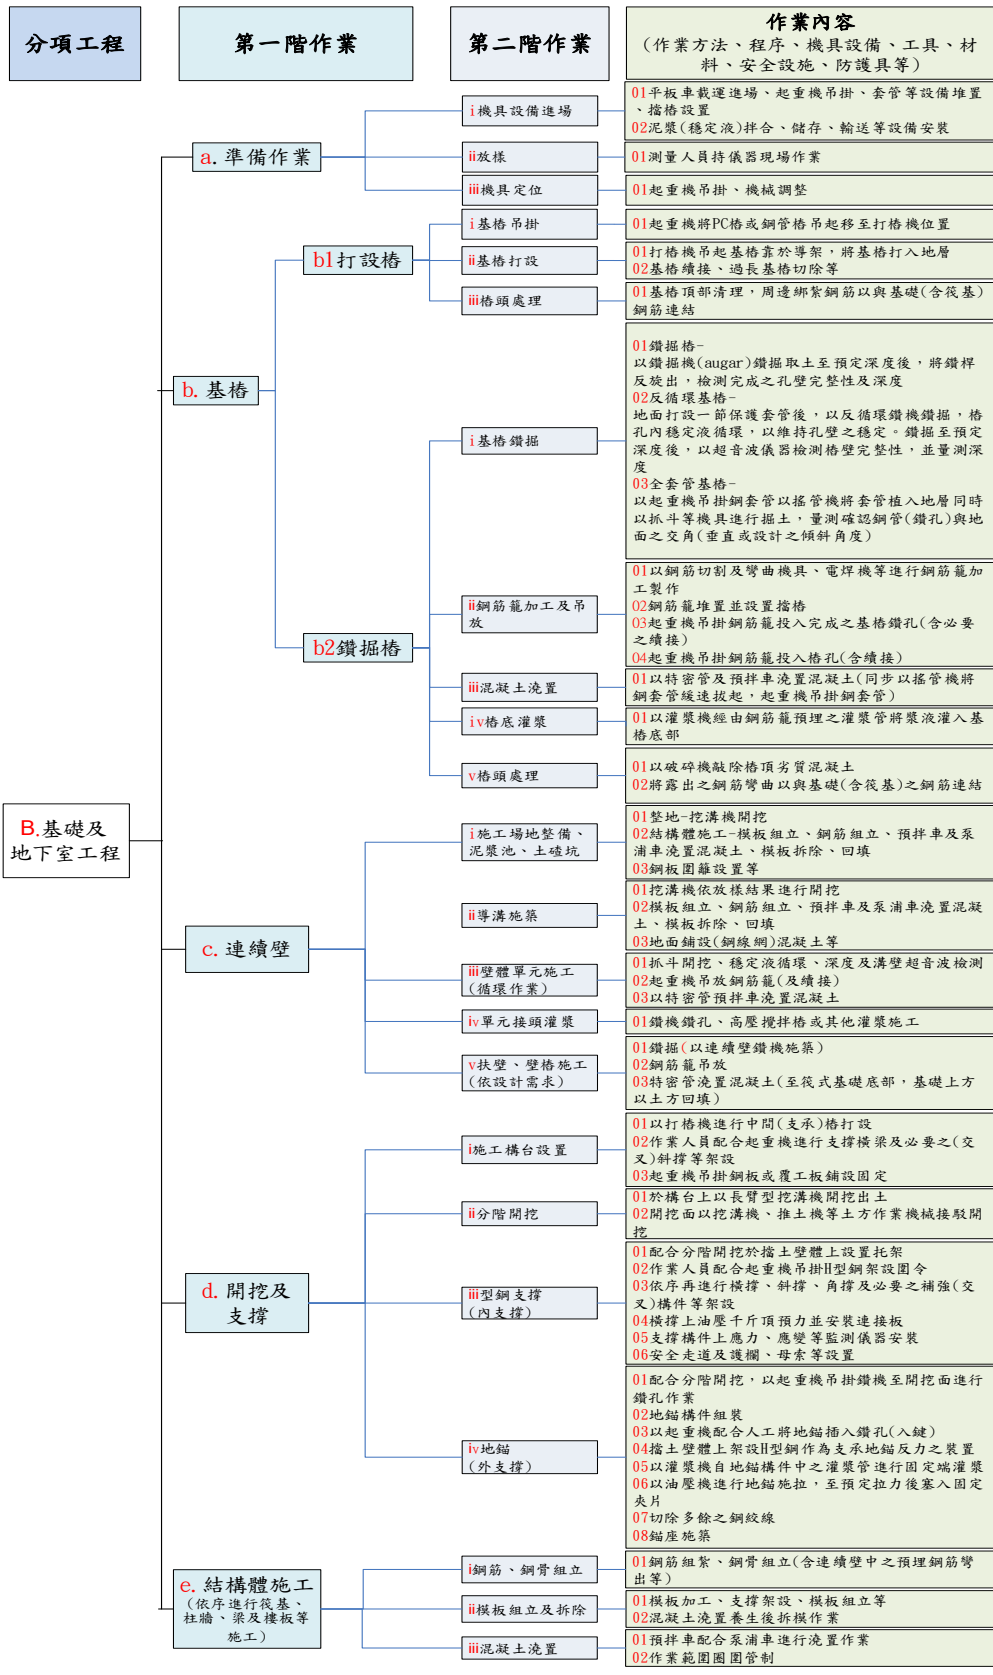 分項工程
第一階作業
第二階作業
作業內容
(作業方法、程序、機具設備、工具、材
料、安全設施、防護具等)
B.基礎及
地下室工程
a. 準備作業
i機具設備進場
01平板車載運進場、起重機吊掛、套管等設備堆置
、擋樁設置
02泥漿(穩定液)拌合、儲存、輸送等設備安裝
ii放樣
01測量人員持儀器現場作業
iii機具定位
01起重機吊掛、機械調整
b. 基樁
b1打設樁
i基樁吊掛
01起重機將PC樁或鋼管樁吊起移至打樁機位置
ii基樁打設
01打樁機吊起基樁靠於導架，將基樁打入地層
02基樁續接、過長基樁切除等
iii樁頭處理
01基樁頂部清理，周邊綁紮鋼筋以與基礎(含筏基)
鋼筋連結
b2鑽掘樁
i基樁鑽掘
01鑽掘樁-
以鑽掘機(augar)鑽掘取土至預定深度後，將鑽桿
反旋出，檢測完成之孔壁完整性及深度
02反循環基樁-
地面打設一節保護套管後，以反循環鑽機鑽掘，樁
孔內穩定液循環，以維持孔壁之穩定。鑽掘至預定
深度後，以超音波儀器檢測樁壁完整性，並量測深
度
03全套管基樁-
以起重機吊掛鋼套管以搖管機將套管植入地層同時
以抓斗等機具進行掘土，量測確認鋼管(鑽孔)與地
面之交角(垂直或設計之傾斜角度)
ii鋼筋籠加工及吊
放
01以鋼筋切割及彎曲機具、電焊機等進行鋼筋籠加
工製作
02鋼筋籠堆置並設置擋樁
03起重機吊掛鋼筋籠投入完成之基樁鑽孔(含必要
之續接)
04起重機吊掛鋼筋籠投入樁孔(含續接)
iii混凝土澆置
01以特密管及預拌車澆置混凝土(同步以搖管機將
鋼套管緩速拔起，起重機吊掛鋼套管)
iv樁底灌漿
01以灌漿機經由鋼筋籠預埋之灌漿管將漿液灌入基
樁底部
v樁頭處理
01以破碎機敲除樁頂劣質混凝土
02將露出之鋼筋彎曲以與基礎(含筏基)之鋼筋連結
c. 連續壁
i施工場地整備、
泥漿池、土碴坑
01整地-挖溝機開挖
02結構體施工-模板組立、鋼筋組立、預拌車及泵
浦車澆置混凝土、模板拆除、回填
03鋼板圍籬設置等
ii導溝施築
01挖溝機依放樣結果進行開挖
02模板組立、鋼筋組立、預拌車及泵浦車澆置混凝
土、模板拆除、回填
03地面鋪設(鋼線網)混凝土等
iii壁體單元施工
(循環作業)
01抓斗開挖、穩定液循環、深度及溝壁超音波檢測
02起重機吊放鋼筋籠(及續接)
03以特密管預拌車澆置混凝土
iv單元接頭灌漿
01鑽機鑽孔、高壓攪拌樁或其他灌漿施工
v扶壁、壁樁施工
(依設計需求)
01鑽掘(以連續壁鑽機施築)
02鋼筋籠吊放
03特密管澆置混凝土(至筏式基礎底部，基礎上方
以土方回填)
d. 開挖及
支撐
i施工構台設置
01以打樁機進行中間(支承)樁打設
02作業人員配合起重機進行支撐橫梁及必要之(交
叉)斜撐等架設
03起重機吊掛鋼板或覆工板鋪設固定
ii分階開挖
01於構台上以長臂型挖溝機開挖出土
02開挖面以挖溝機、推土機等土方作業機械接駁開
挖
iii型鋼支撐
(內支撐)
01配合分階開挖於擋土壁體上設置托架
02作業人員配合起重機吊掛H型鋼架設圍令
03依序再進行橫撐、斜撐、角撐及必要之補強(交
叉)構件等架設
04橫撐上油壓千斤頂預力並安裝連接板
05支撐構件上應力、應變等監測儀器安裝
06安全走道及護欄、母索等設置
iv地錨
(外支撐)
01配合分階開挖，以起重機吊掛鑽機至開挖面進行
鑽孔作業
02地錨構件組裝
03以起重機配合人工將地錨插入鑽孔(入鍵)
04擋土壁體上架設H型鋼作為支承地錨反力之裝置
05以灌漿機自地錨構件中之灌漿管進行固定端灌漿
06以油壓機進行地錨施拉，至預定拉力後塞入固定
夾片
07切除多餘之鋼絞線
08錨座施築
e. 結構體施工
(依序進行筏基、
柱牆、梁及樓板等
施工)
i鋼筋、鋼骨組立
01鋼筋組紮、鋼骨組立(含連續壁中之預埋鋼筋彎
出等)
ii模板組立及拆除
01模板加工、支撐架設、模板組立等
02混凝土澆置養生後拆模作業
iii混凝土澆置
01預拌車配合泵浦車進行澆置作業
02作業範圍圈圍管制